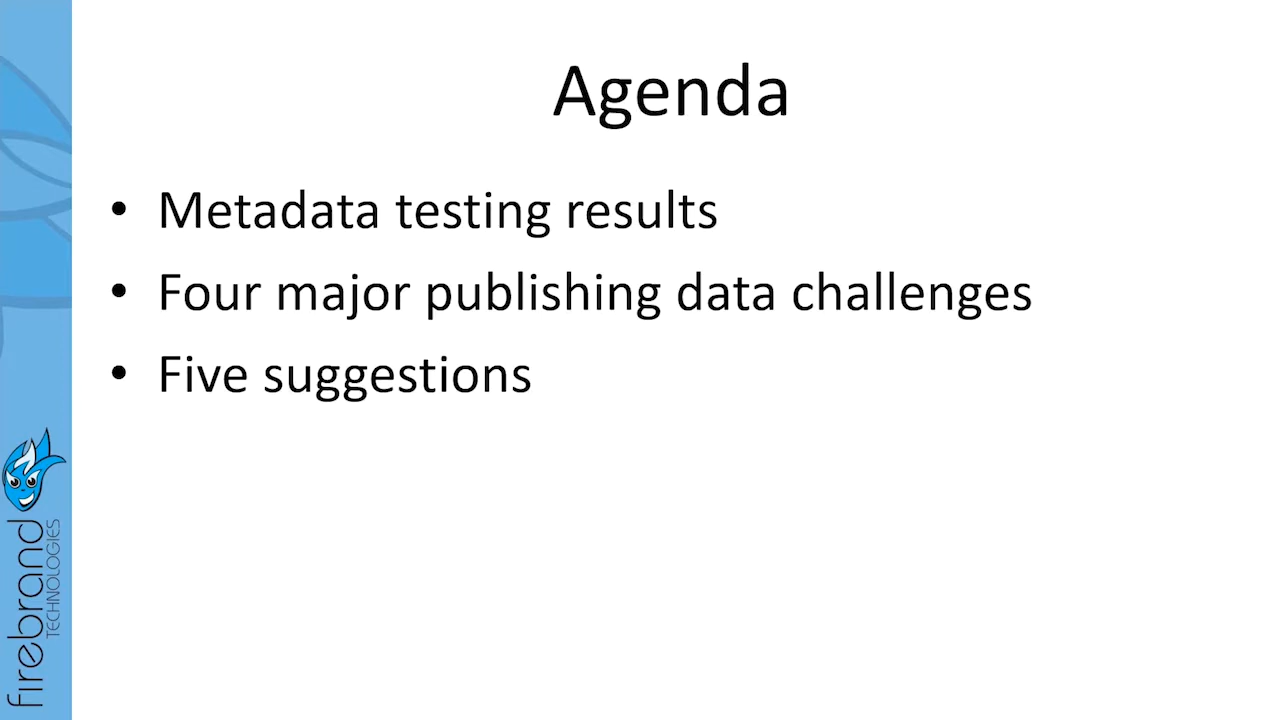 Agenda
• Metadata testing results
• Four major publishing data challenges
• Five suggestions
firebrand
TECHNOLOGIES